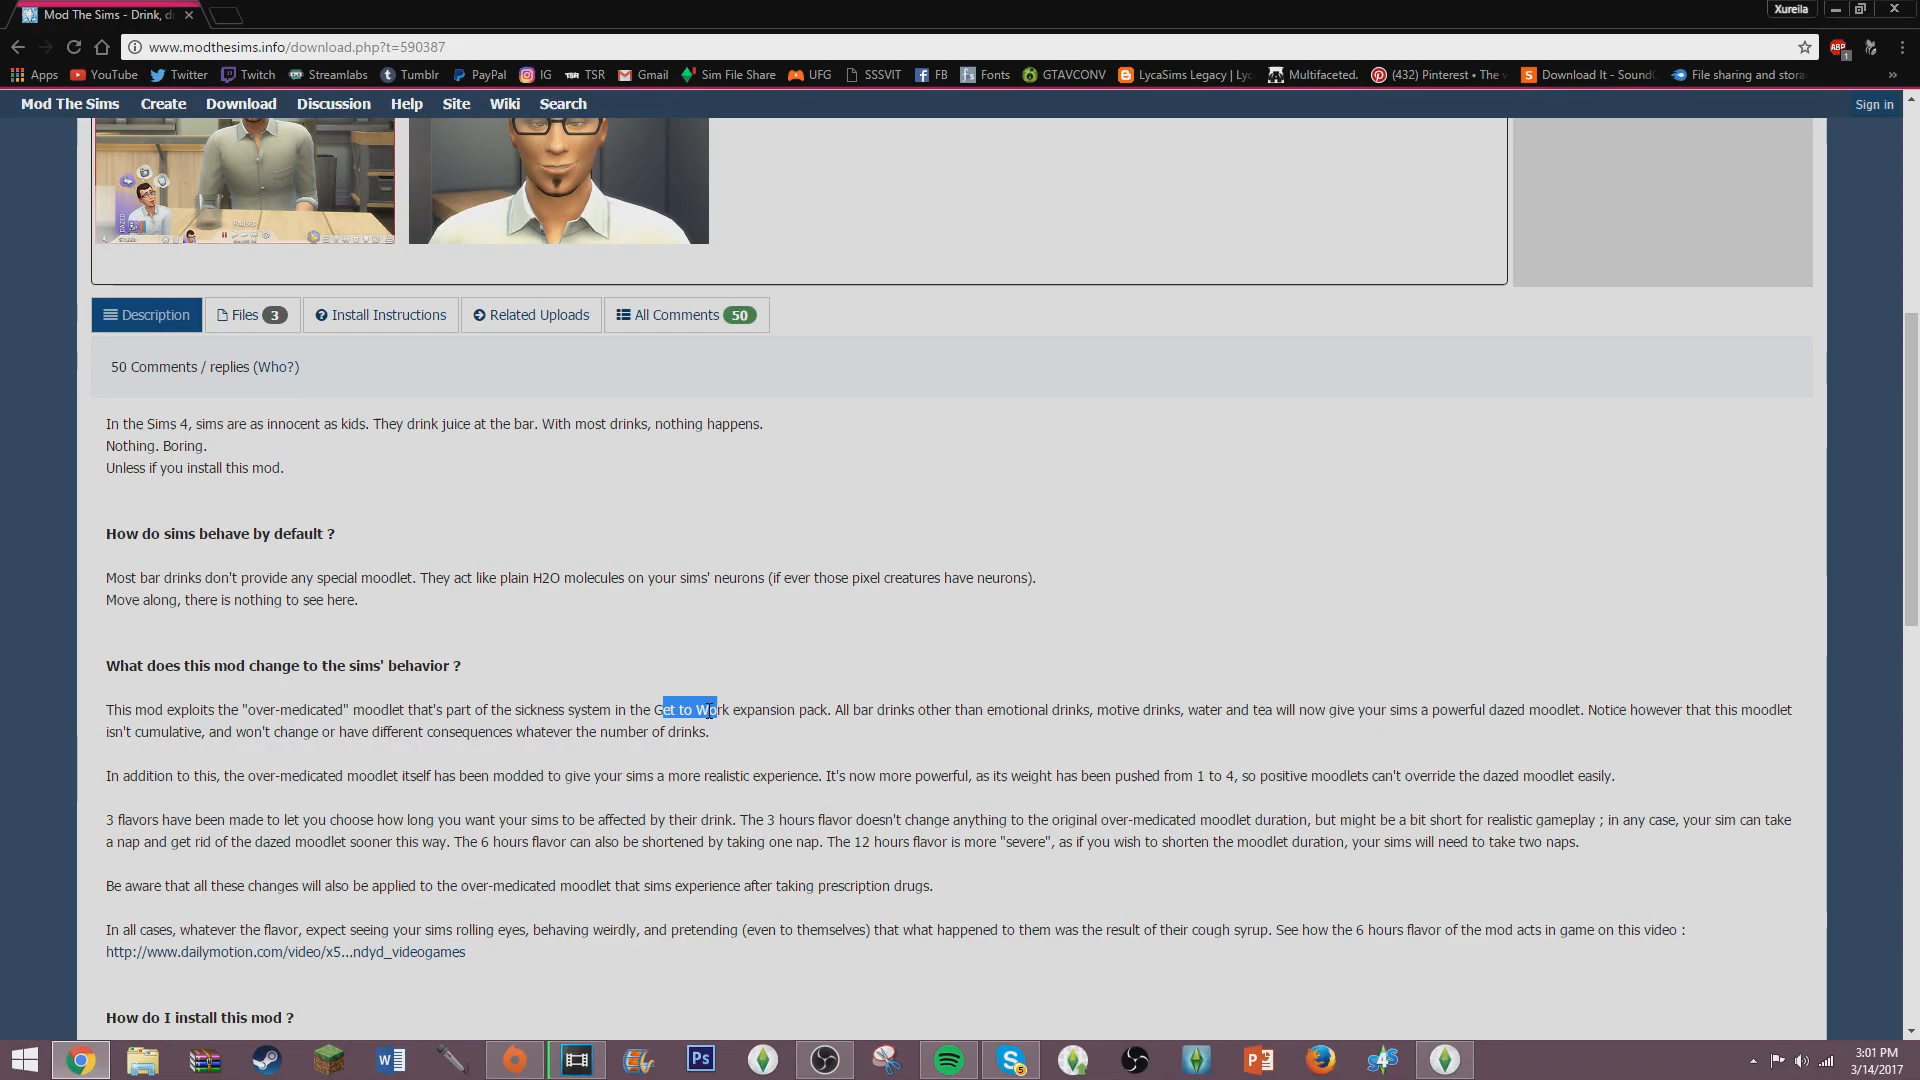 Mod The Sims - Drink, d
Xureila
www.modthesims.info/download.php?t=590387
Apps YouTube Twitter Twitch Streamlabs Tumblr PayPal IG TSR Gmail Sim File Share UFG SSSVIT FB Fonts GTAVCONV LycaSims Legacy | Ly Multifaceted. (432) Pinterest • The Download It - Sound File sharing and stora
Mod The Sims Create Download Discussion Help Site Wiki Search Sign in
PAUSED
DAZED
Description Files 3 Install Instructions Related Uploads All Comments 50
50 Comments / replies (Who?)
In the Sims 4, sims are as innocent as kids. They drink juice at the bar. With most drinks, nothing happens.
Nothing. Boring.
Unless if you install this mod.
How do sims behave by default ?
Most bar drinks don't provide any special moodlet. They act like plain H2O molecules on your sims' neurons (if ever those pixel creatures have neurons).
Move along, there is nothing to see here.
What does this mod change to the sims' behavior ?
This mod exploits the "over-medicated" moodlet that's part of the sickness system in the Get to Work expansion pack. All bar drinks other than emotional drinks, motive drinks, water and tea will now give your sims a powerful dazed moodlet. Notice however that this moodlet
isn't cumulative, and won't change or have different consequences whatever the number of drinks.
In addition to this, the over-medicated moodlet itself has been modded to give your sims a more realistic experience. It's now more powerful, as its weight has been pushed from 1 to 4, so positive moodlets can't override the dazed moodlet easily.
3 flavors have been made to let you choose how long you want your sims to be affected by their drink. The 3 hours flavor doesn't change anything to the original over-medicated moodlet duration, but might be a bit short for realistic gameplay ; in any case, your sim can take
a nap and get rid of the dazed moodlet sooner this way. The 6 hours flavor can also be shortened by taking one nap. The 12 hours flavor is more "severe", as if you wish to shorten the moodlet duration, your sims will need to take two naps.
Be aware that all these changes will also be applied to the over-medicated moodlet that sims experience after taking prescription drugs.
In all cases, whatever the flavor, expect seeing your sims rolling eyes, behaving weirdly, and pretending (even to themselves) that what happened to them was the result of their cough syrup. See how the 6 hours flavor of the mod acts in game on this video :
http://www.dailymotion.com/video/x5...ndyd_videogames
How do I install this mod ?
3:01 PM
3/14/2017